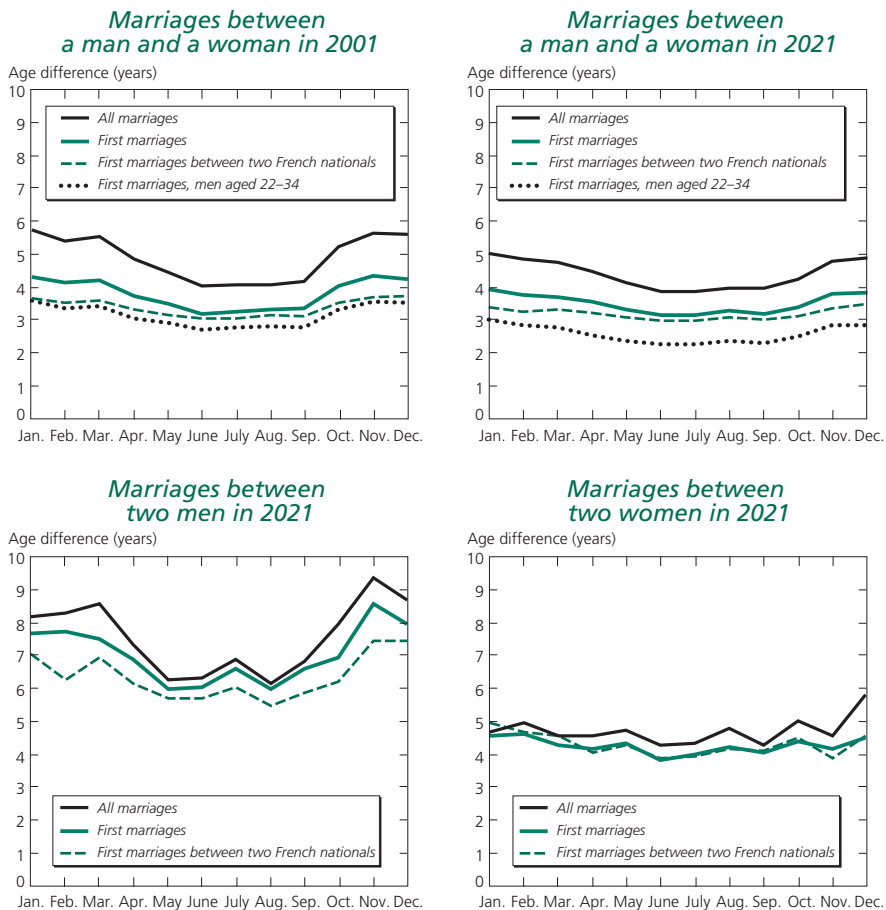 Marriages between
a man and a woman in 2001
Age difference (years)
10
9
8
7
6
5
4
3
2
1
0
All marriages
First marriages
First marriages between two French nationals
First marriages, men aged 22–34
Jan. Feb. Mar. Apr. May June July Aug. Sep. Oct. Nov. Dec.
Marriages between
a man and a woman in 2021
Age difference (years)
10
9
8
7
6
5
4
3
2
1
0
All marriages
First marriages
First marriages between two French nationals
First marriages, men aged 22–34
Jan. Feb. Mar. Apr. May June July Aug. Sep. Oct. Nov. Dec.
Marriages between
two men in 2021
Age difference (years)
10
9
8
7
6
5
4
3
2
1
0
All marriages
First marriages
First marriages between two French nationals
Jan. Feb. Mar. Apr. May June July Aug. Sep. Oct. Nov. Dec.
Marriages between
two women in 2021
Age difference (years)
10
9
8
7
6
5
4
3
2
1
0
All marriages
First marriages
First marriages between two French nationals
Jan. Feb. Mar. Apr. May June July Aug. Sep. Oct. Nov. Dec.